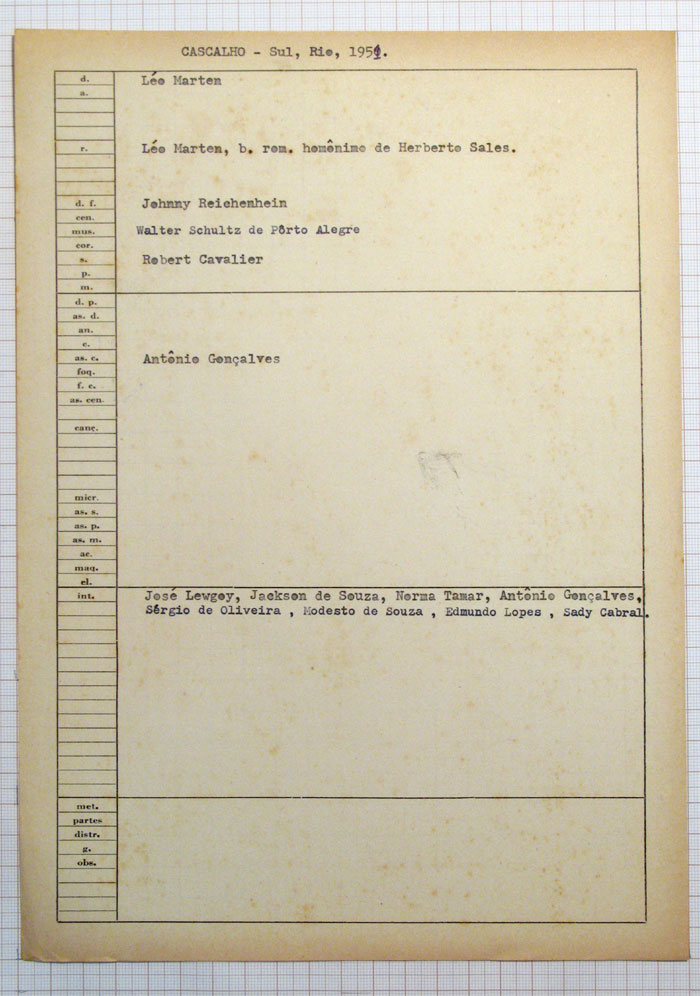 CASCALHO - Sul, Rio, 1951.
d. Léo Marten
a.
r. Léo Marten, b. rom. homônimo de Herberto Sales.
d. f. Johnny Reichenhein
cen.
mus. Walter Schultz de Pôrto Alegre
cor.
s. Robert Cavalier
p.
m.
d. p.
as. d.
an.
c.
as. c. Antônio Gonçalves
foq.
f. c.
as. cen.
canç.
micr.
as. s.
as. p.
as. m.
ac.
maq.
el.
int. José Lewgoy, Jackson de Souza, Norma Tamar, Antônio Gonçalves,
Sérgio de Oliveira , Modesto de Souza , Edmundo Lopes , Sady Cabral.
met.
partes
distr.
g.
obs.